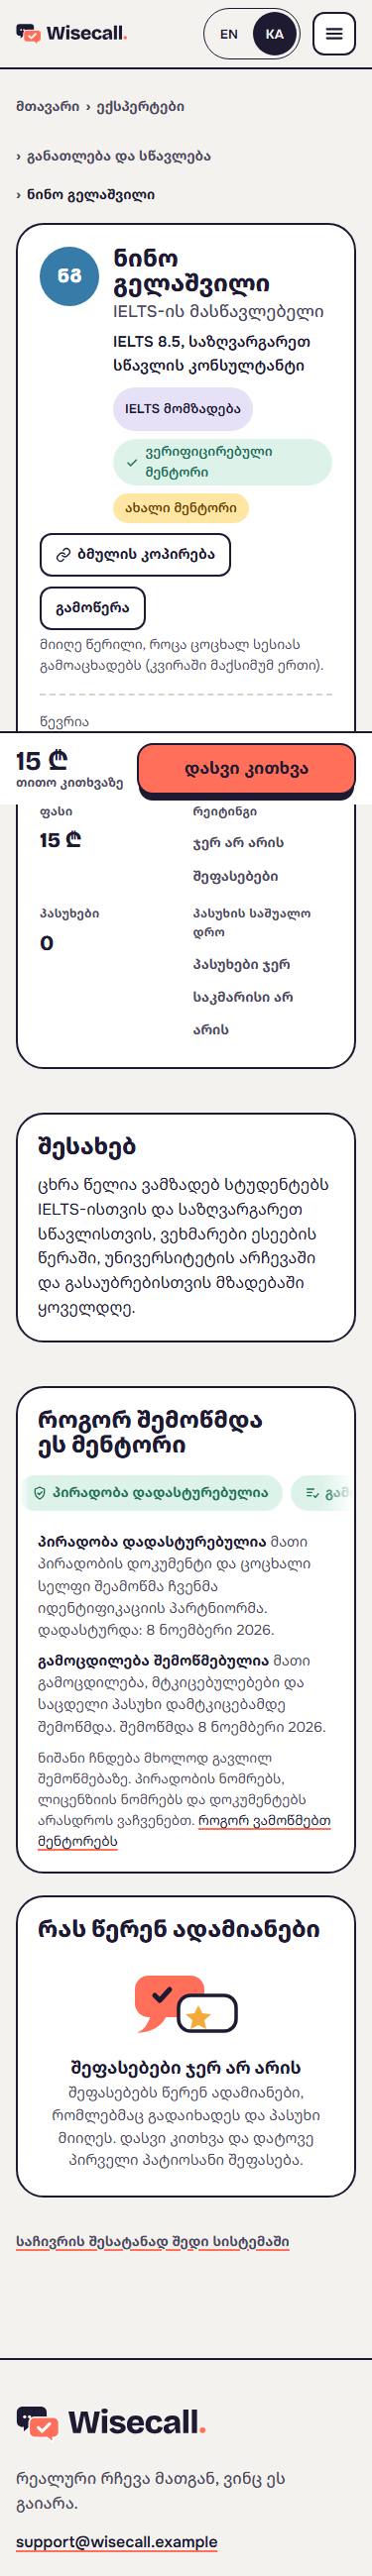 Wisecall.
EN
KA
მთავარი › ექსპერტები
› განათლება და სწავლება
› ნინო გელაშვილი
ნგ
ნინო
გელაშვილი
IELTS-ის მასწავლებელი
IELTS 8.5, საზღვარგარეთ
სწავლის კონსულტანტი
IELTS მომზადება
ვერიფიცირებული
მენტორი
ახალი მენტორი
ბმულის კოპირება
გამოწერა
მიიღე წერილი, როცა ცოცხალ სესიას
გამოაცხადებს (კვირაში მაქსიმუმ ერთი).
წევრია
15 ₾
თითო კითხვაზე
დასვი კითხვა
ფასი
15 ₾
რეიტინგი
ჯერ არ არის
შეფასებები
პასუხები
0
პასუხის საშუალო
დრო
პასუხები ჯერ
საკმარისი არ
არის
შესახებ
ცხრა წელია ვამზადებ სტუდენტებს
IELTS-ისთვის და საზღვარგარეთ
სწავლისთვის, ვეხმარები ესეების
წერაში, უნივერსიტეტის არჩევაში
და გასაუბრებისთვის მზადებაში
ყოველდღე.
როგორ შემოწმდა
ეს მენტორი
პირადობა დადასტურებულია
გამ
პირადობა დადასტურებულია მათი
პირადობის დოკუმენტი და ცოცხალი
სელფი შეამოწმა ჩვენმა
იდენტიფიკაციის პარტნიორმა.
დადასტურდა: 8 ნოემბერი 2026.
გამოცდილება შემოწმებულია მათი
გამოცდილება, მტკიცებულებები და
საცდელი პასუხი დამტკიცებამდე
შემოწმდა. შემოწმდა 8 ნოემბერი 2026.
ნიშანი ჩნდება მხოლოდ გავლილ
შემოწმებაზე. პირადობის ნომრებს,
ლიცენზიის ნომრებს და დოკუმენტებს
არასდროს ვაჩვენებთ. როგორ ვამოწმებთ
მენტორებს
რას წერენ ადამიანები
შეფასებები ჯერ არ არის
შეფასებებს წერენ ადამიანები,
რომლებმაც გადაიხადეს და პასუხი
მიიღეს. დასვი კითხვა და დატოვე
პირველი პატიოსანი შეფასება.
საჩივრის შესატანად შედი სისტემაში
Wisecall.
რეალური რჩევა მათგან, ვინც ეს
გაიარა.
support@wisecall.example